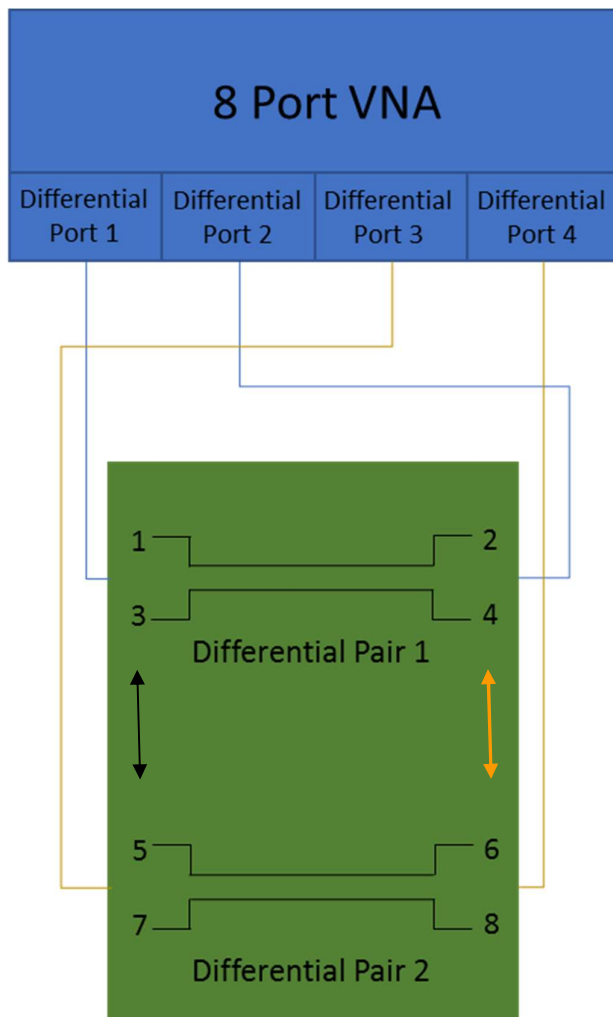 8 Port VNA
Differential Port 1
Differential Port 2
Differential Port 3
Differential Port 4
1
2
3
4
Differential Pair 1
5
6
7
8
Differential Pair 2